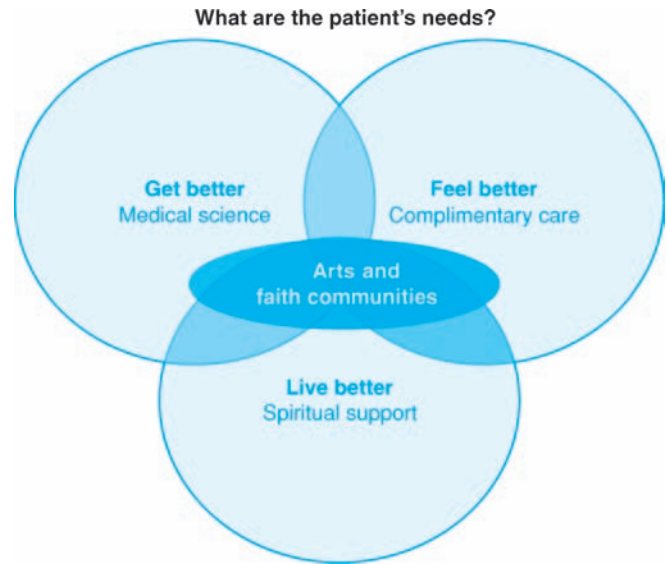 What are the patient's needs?
Get better
Medical science
Feel better
Complimentary care
Arts and
faith communities
Live better
Spiritual support